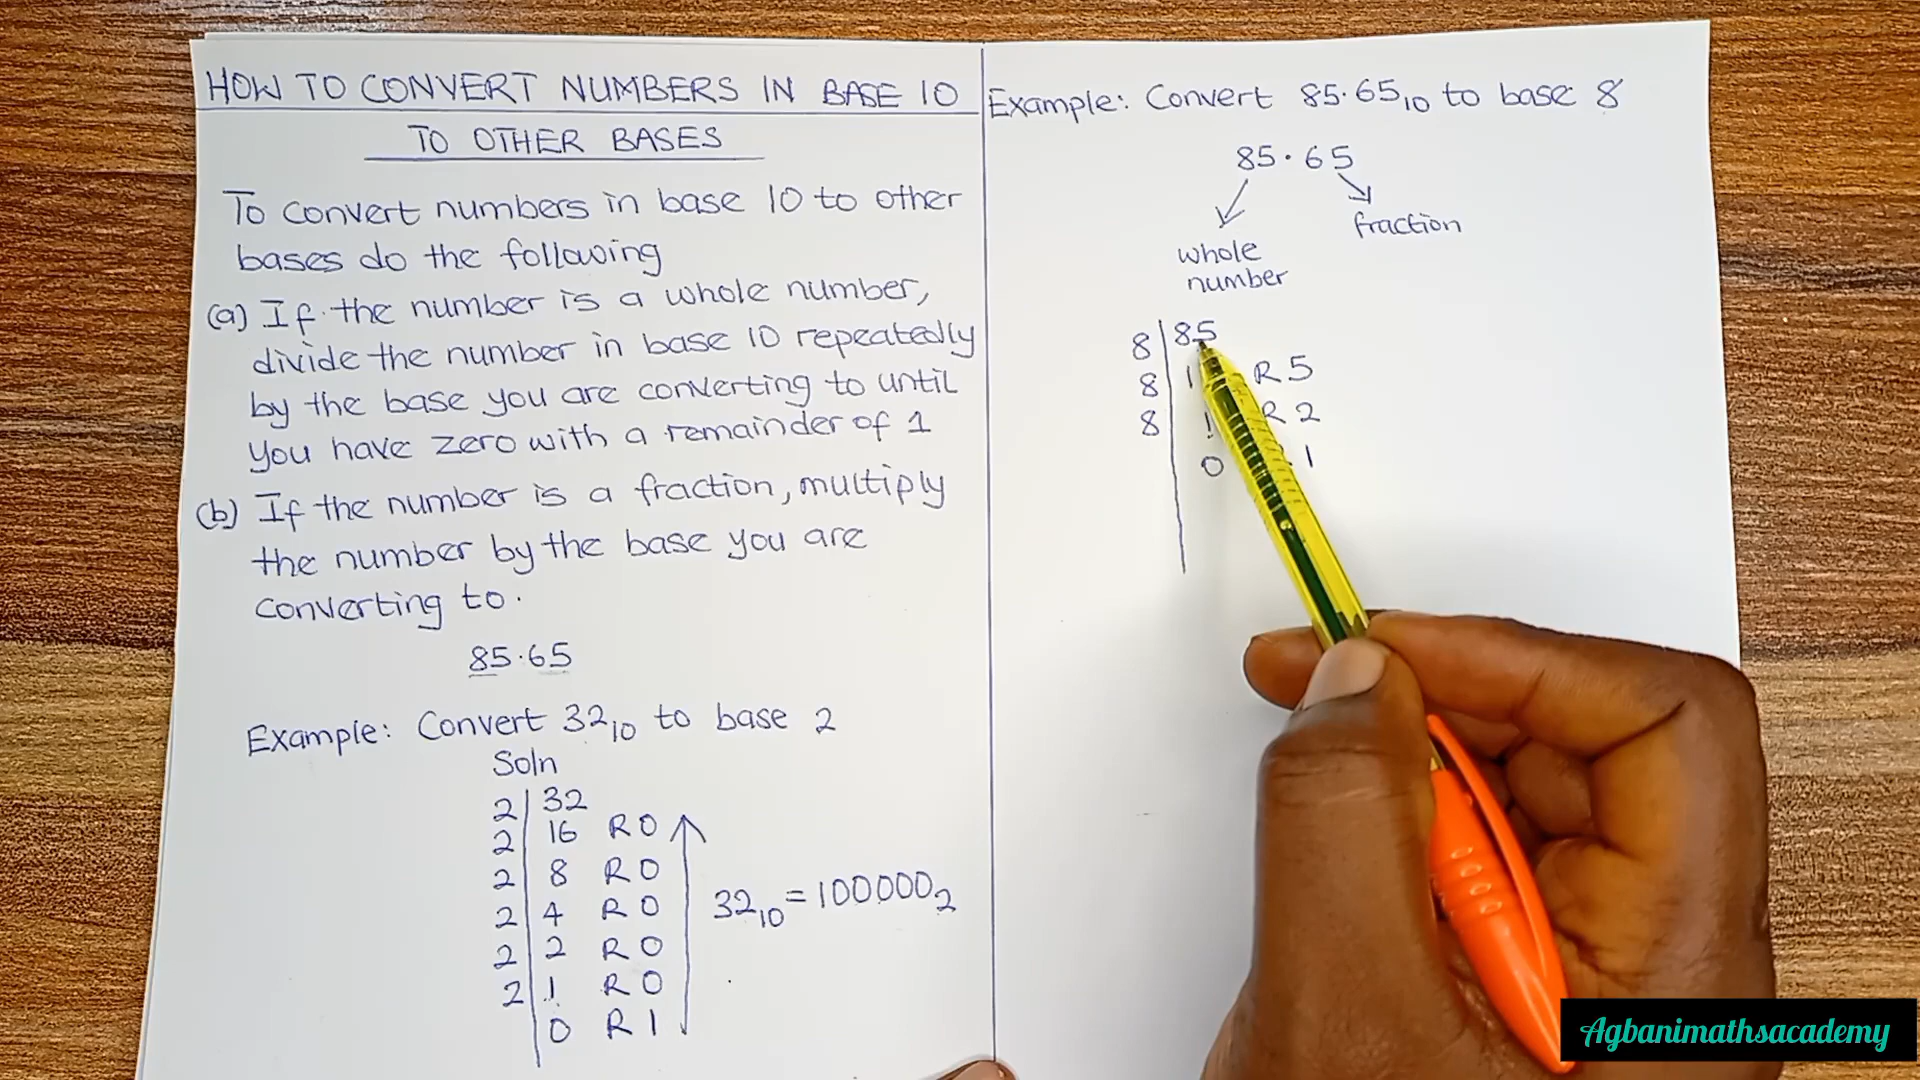 HOW TO CONVERT NUMBERS IN BASE 10
TO OTHER BASES
To convert numbers in base 10 to other
bases do the following
(a) If the number is a whole number,
divide the number in base 10 repeatedly
by the base you are converting to until
you have zero with a remainder of 1
(b) If the number is a fraction, multiply
the number by the base you are
converting to.
85.65
Example: Convert 32₁₀ to base 2
Soln
2 | 32
2 | 16 R 0
2 | 8 R 0
2 | 4 R 0
2 | 2 R 0
2 | 1 R 0
0 R 1
32₁₀ = 100000₂
Example: Convert 85.65₁₀ to base 8
85.65
fraction
whole
number
8 | 85
8 | R 5
8 | 1 R 2
0 1
Agbanimathsacademy